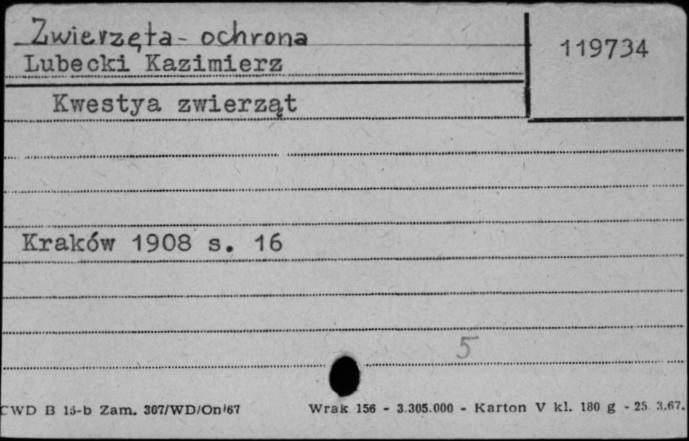 Zwierzęta - ochrona
119734
Lubecki Kazimierz
Kwestya zwierząt
Kraków 1908 s. 16
5
CWD B 15-b Zam. 307/WD/On/67 Wrak 156 - 3.305.000 - Karton V kl. 180 g - 25.3.67.